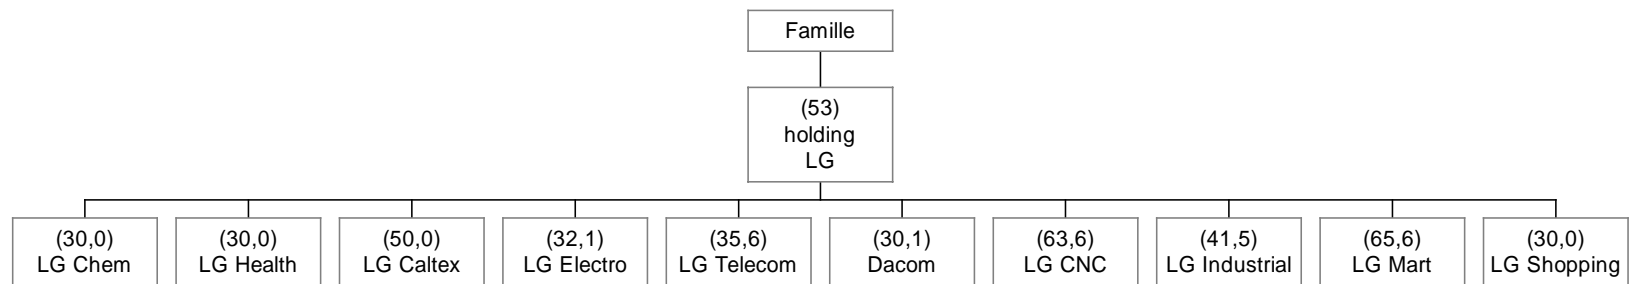 Famille
(53)
holding
LG
(30,0)
LG Chem
(30,0)
LG Health
(50,0)
LG Caltex
(32,1)
LG Electro
(35,6)
LG Telecom
(30,1)
Dacom
(63,6)
LG CNC
(41,5)
LG Industrial
(65,6)
LG Mart
(30,0)
LG Shopping